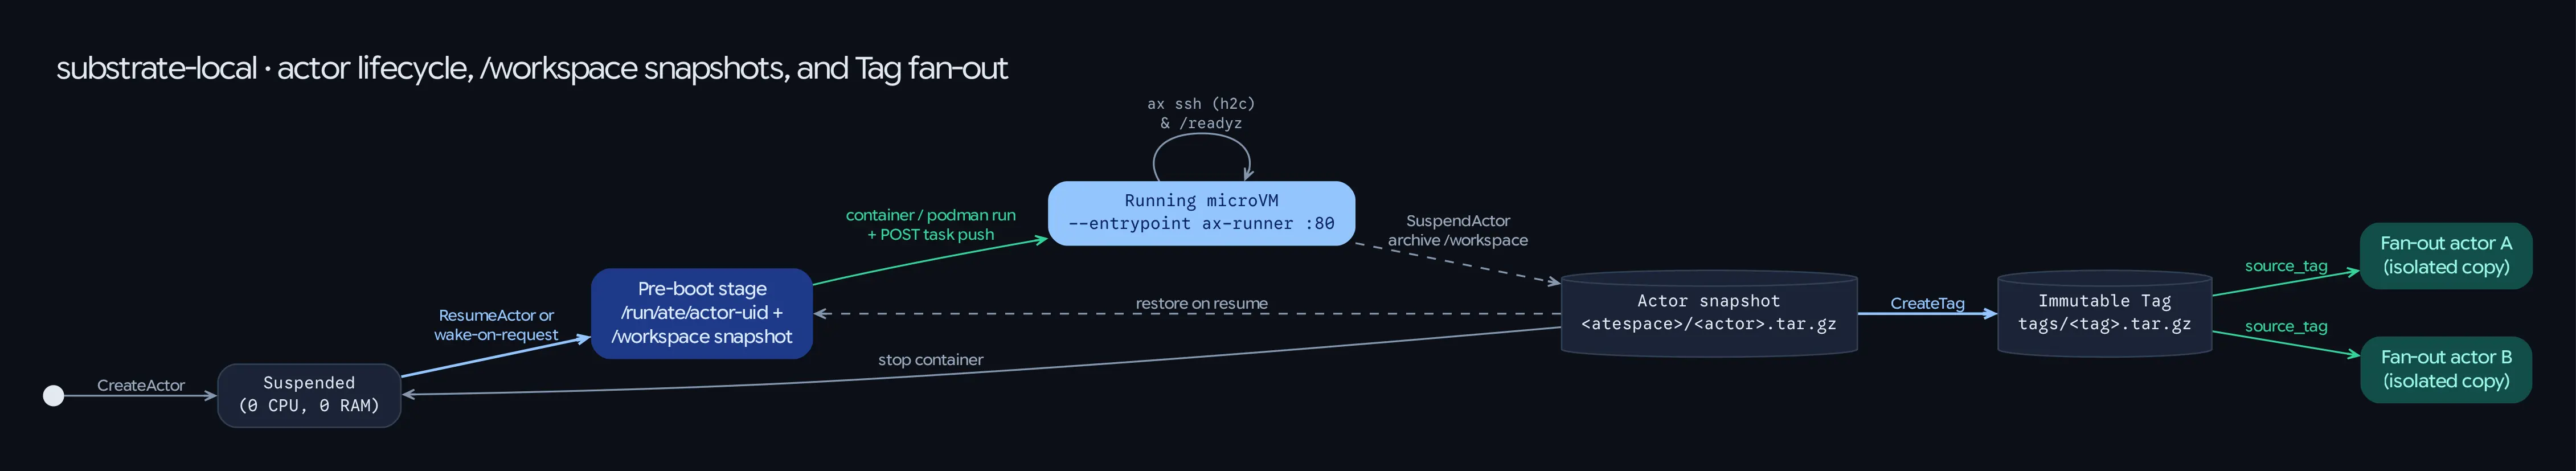 substrate-local · actor lifecycle, /workspace snapshots, and Tag fan-out
CreateActor
Suspended
(0 CPU, 0 RAM)
ResumeActor or
wake-on-request
Pre-boot stage
/run/ate/actor-uid +
/workspace snapshot
container / podman run
+ POST task push
ax ssh (h2c)
& /readyz
Running microVM
--entrypoint ax-runner :80
SuspendActor
archive /workspace
restore on resume
stop container
Actor snapshot
<atespace>/<actor>.tar.gz
CreateTag
Immutable Tag
tags/<tag>.tar.gz
source_tag
source_tag
Fan-out actor A
(isolated copy)
Fan-out actor B
(isolated copy)